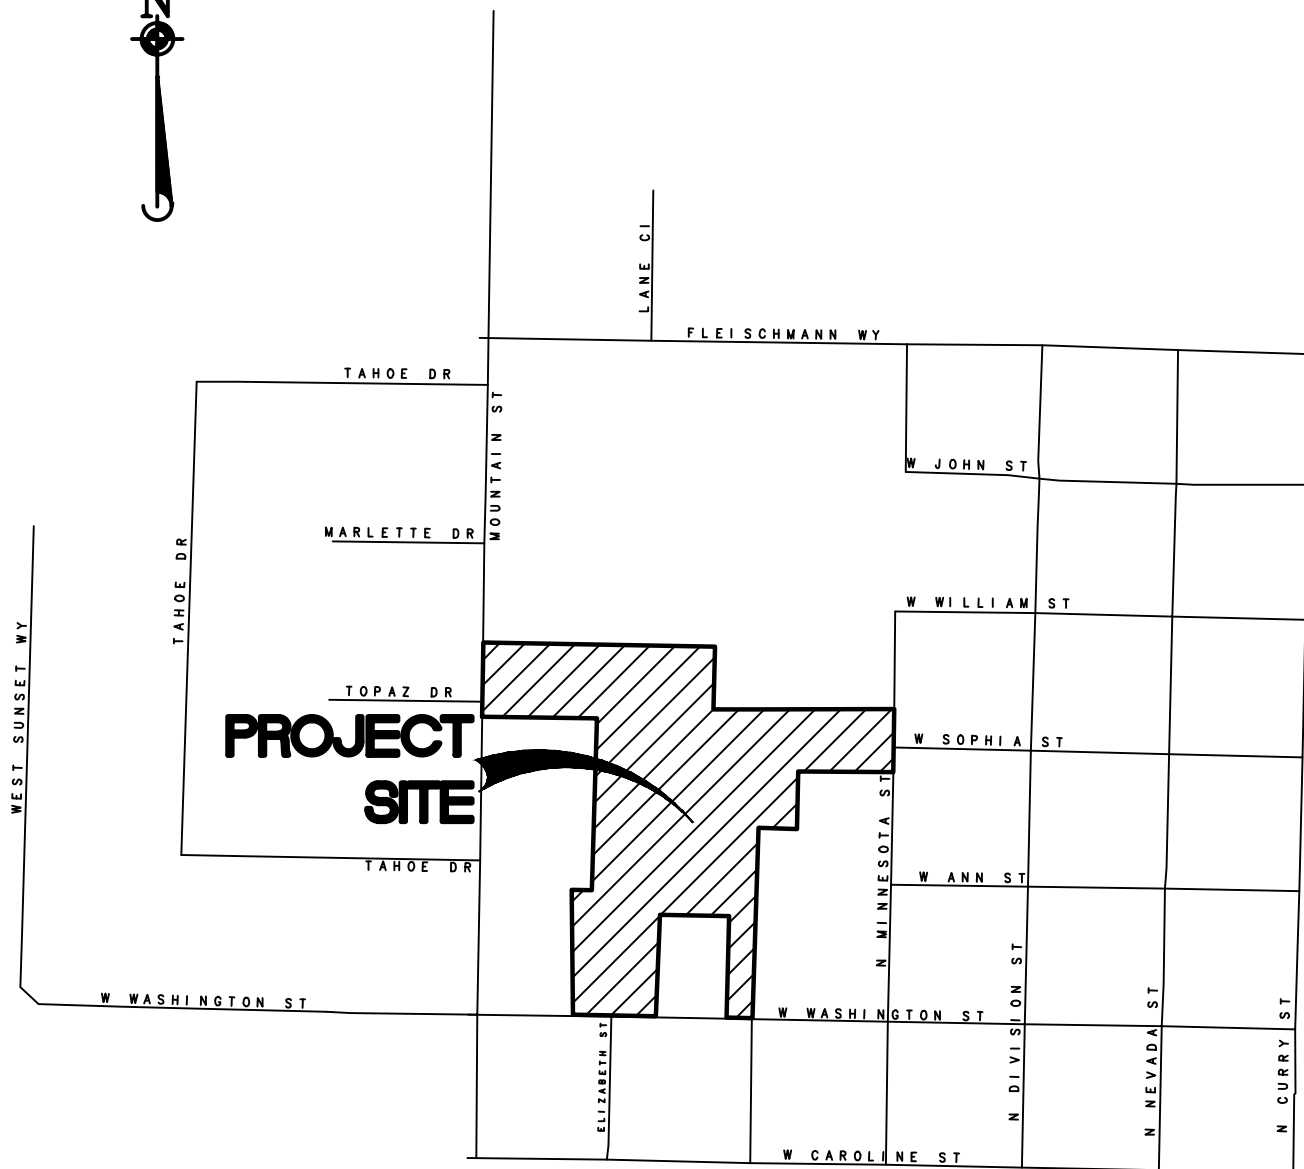 N
LANE CI
FLEISCHMANN WY
TAHOE DR
MOUNTAIN ST
W JOHN ST
MARLETTE DR
TAHOE DR
W WILLIAM ST
WEST SUNSET WY
TOPAZ DR
PROJECT
SITE
W SOPHIA ST
N MINNESOTA ST
TAHOE DR
W ANN ST
W WASHINGTON ST
W WASHINGTON ST
ELIZABETH ST
N DIVISION ST
N NEVADA ST
N CURRY ST
W CAROLINE ST